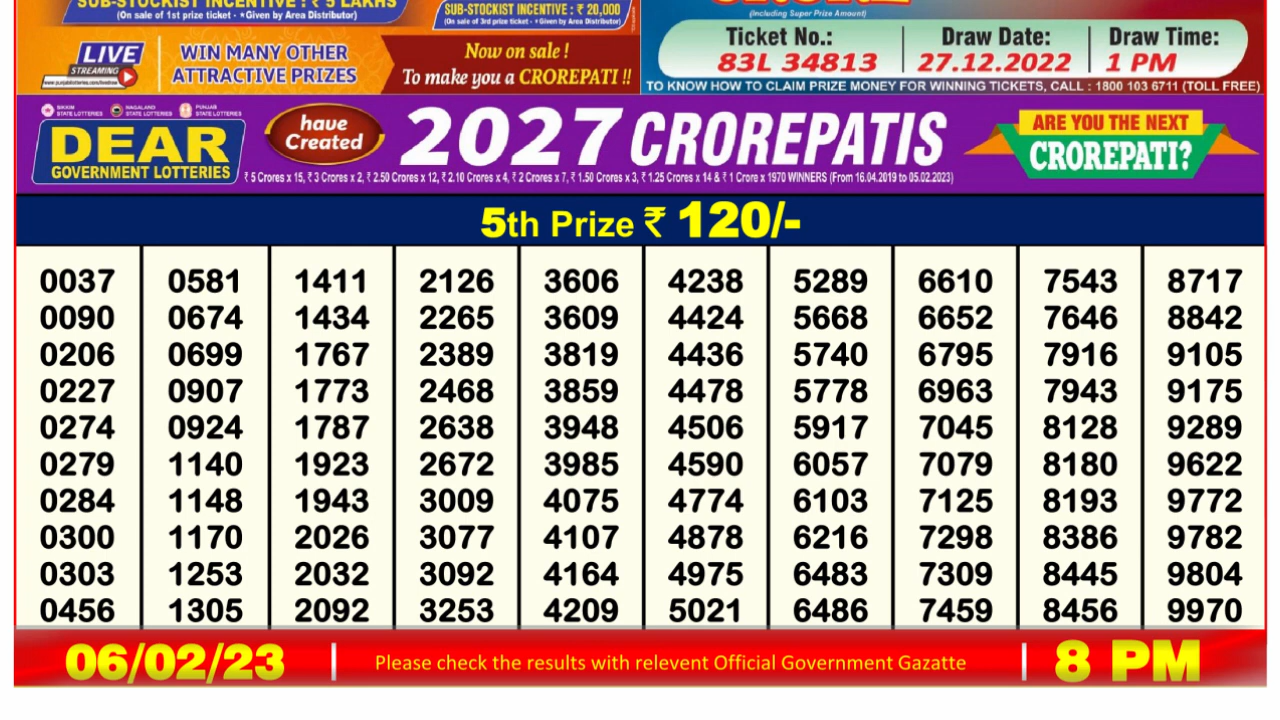 SUB-STOCKIST INCENTIVE : ₹ 5 LAKHS
(On sale of 1st prize ticket - *Given by Area Distributor)
SUB-STOCKIST INCENTIVE : ₹ 20,000
(On sale of 3rd prize ticket - *Given by Area Distributor)
LIVE
STREAMING
WIN MANY OTHER
ATTRACTIVE PRIZES
Now on sale !
To make you a CROREPATI !!
(Including Super Prize Amount)
Ticket No.: Draw Date: Draw Time:
83L 34813 27.12.2022 1 PM
TO KNOW HOW TO CLAIM PRIZE MONEY FOR WINNING TICKETS, CALL : 1800 103 6711 (TOLL FREE)
SIKKIM STATE LOTTERIES NAGALAND STATE LOTTERIES PUNJAB STATE LOTTERIES
DEAR
GOVERNMENT LOTTERIES
have
Created
2027 CROREPATIS
₹ 5 Crores x 15, ₹ 3 Crores x 2, ₹ 2.50 Crores x 12, ₹ 2.10 Crores x 4, ₹ 2 Crores x 7, ₹ 1.50 Crores x 3, ₹ 1.25 Crores x 14 & ₹ 1 Crore x 1970 WINNERS (From 16.04.2019 to 05.02.2023)
ARE YOU THE NEXT
CROREPATI?
5th Prize ₹ 120/-
0037 0581 1411 2126 3606 4238 5289 6610 7543 8717
0090 0674 1434 2265 3609 4424 5668 6652 7646 8842
0206 0699 1767 2389 3819 4436 5740 6795 7916 9105
0227 0907 1773 2468 3859 4478 5778 6963 7943 9175
0274 0924 1787 2638 3948 4506 5917 7045 8128 9289
0279 1140 1923 2672 3985 4590 6057 7079 8180 9622
0284 1148 1943 3009 4075 4774 6103 7125 8193 9772
0300 1170 2026 3077 4107 4878 6216 7298 8386 9782
0303 1253 2032 3092 4164 4975 6483 7309 8445 9804
0456 1305 2092 3253 4209 5021 6486 7459 8456 9970
06/02/23 Please check the results with relevent Official Government Gazatte 8 PM